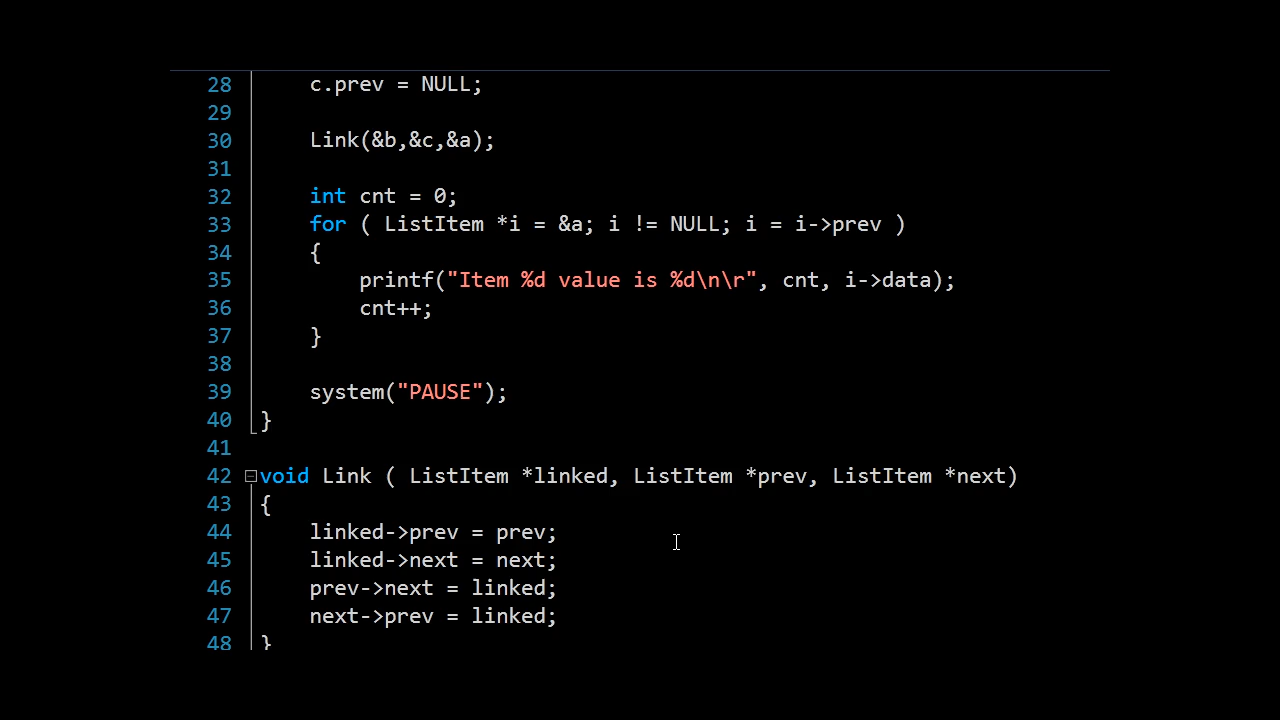 28     c.prev = NULL;
29
30     Link(&b,&c,&a);
31
32     int cnt = 0;
33     for ( ListItem *i = &a; i != NULL; i = i->prev )
34     {
35         printf("Item %d value is %d\n\r", cnt, i->data);
36         cnt++;
37     }
38
39     system("PAUSE");
40 }
41
42 void Link ( ListItem *linked, ListItem *prev, ListItem *next)
43 {
44     linked->prev = prev;
45     linked->next = next;
46     prev->next = linked;
47     next->prev = linked;
48 }